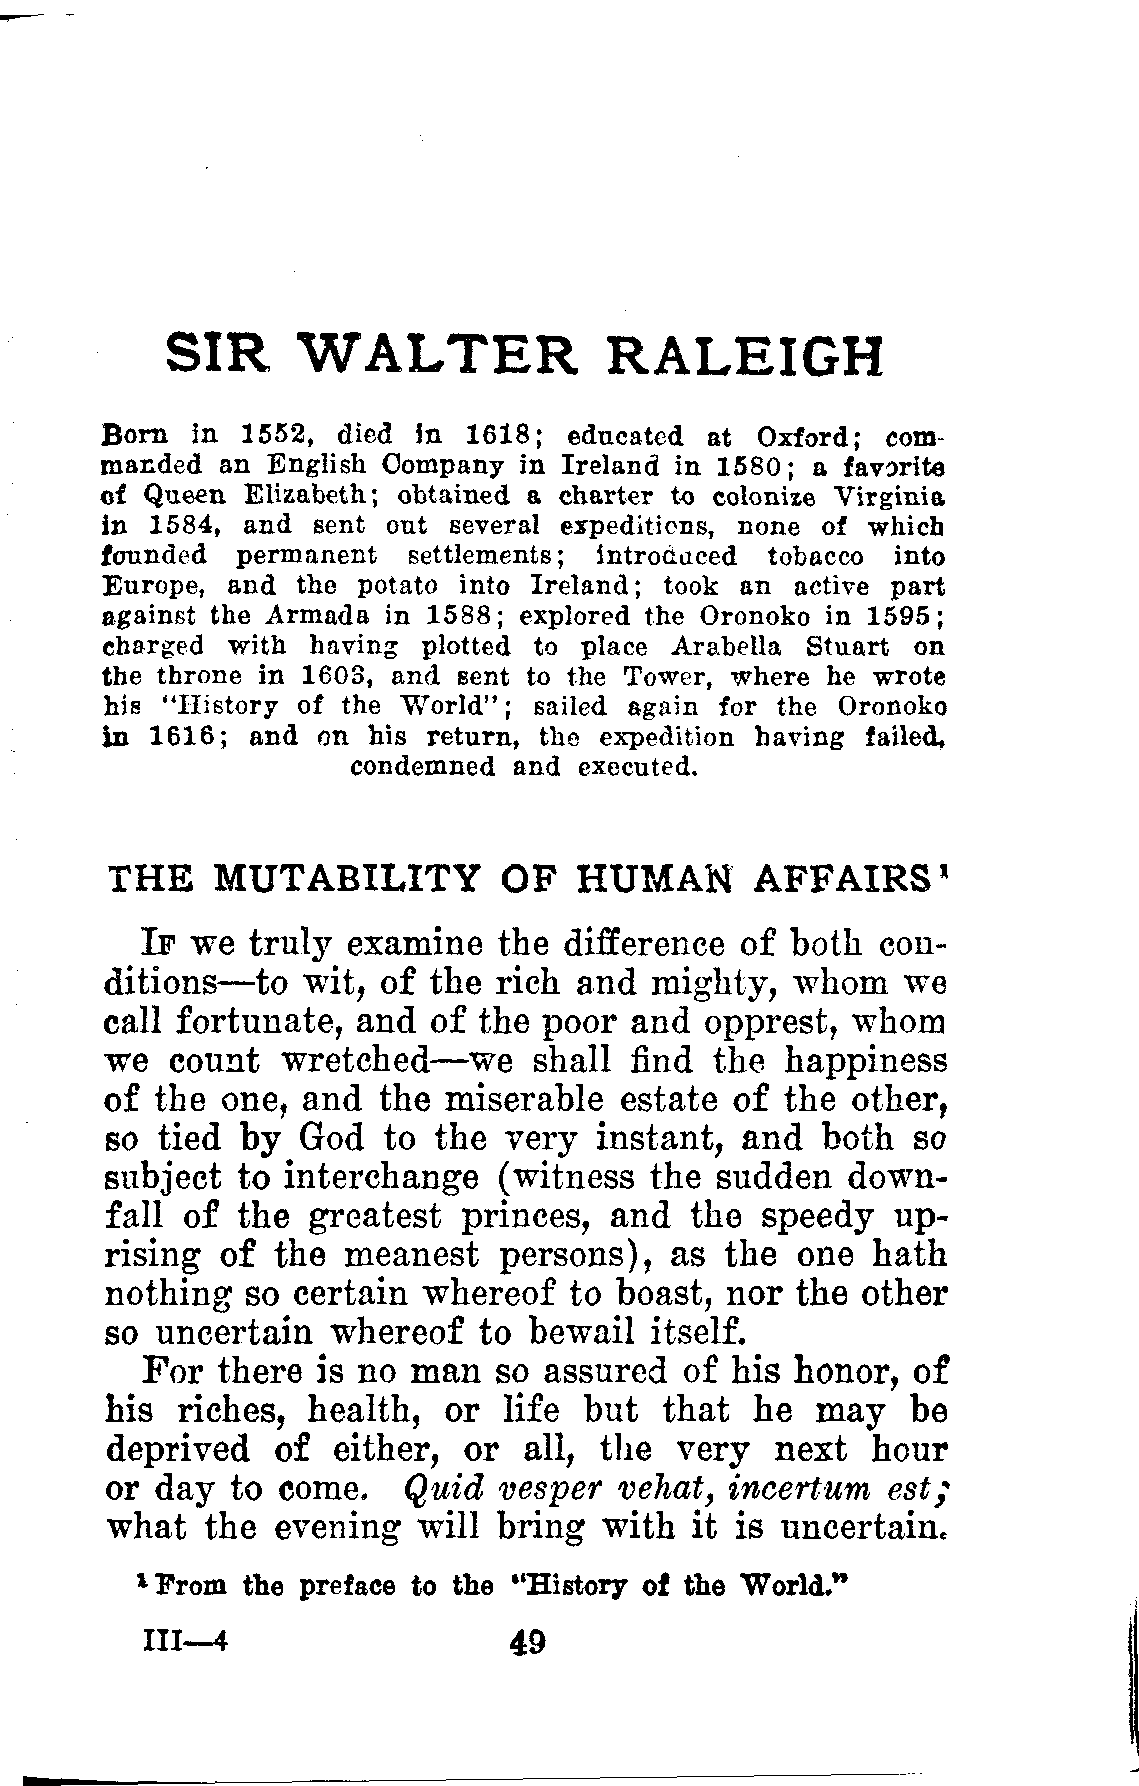 SIR WALTER RALEIGH
Born in 1552, died in 1618; educated at Oxford; com-
manded an English Company in Ireland in 1580; a favorite
of Queen Elizabeth; obtained a charter to colonize Virginia
in 1584, and sent out several expeditions, none of which
founded permanent settlements; introduced tobacco into
Europe, and the potato into Ireland; took an active part
against the Armada in 1588; explored the Oronoko in 1595;
charged with having plotted to place Arabella Stuart on
the throne in 1603, and sent to the Tower, where he wrote
his "History of the World"; sailed again for the Oronoko
in 1616; and on his return, the expedition having failed,
condemned and executed.
THE MUTABILITY OF HUMAN AFFAIRS¹
IF we truly examine the difference of both con-
ditions—to wit, of the rich and mighty, whom we
call fortunate, and of the poor and opprest, whom
we count wretched—we shall find the happiness
of the one, and the miserable estate of the other,
so tied by God to the very instant, and both so
subject to interchange (witness the sudden down-
fall of the greatest princes, and the speedy up-
rising of the meanest persons), as the one hath
nothing so certain whereof to boast, nor the other
so uncertain whereof to bewail itself.
For there is no man so assured of his honor, of
his riches, health, or life but that he may be
deprived of either, or all, the very next hour
or day to come. Quid vesper vehat, incertum est;
what the evening will bring with it is uncertain.
¹ From the preface to the "History of the World."
III—4 49